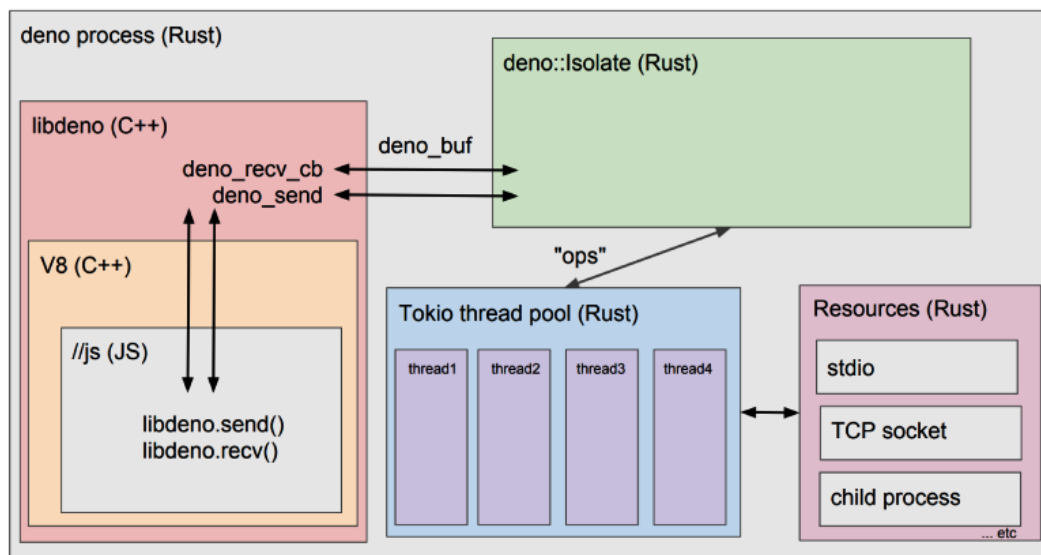 deno process (Rust)
deno::Isolate (Rust)
libdeno (C++)
deno_buf
deno_recv_cb
deno_send
"ops"
V8 (C++)
Tokio thread pool (Rust)
Resources (Rust)
//js (JS)
thread1
thread2
thread3
thread4
stdio
libdeno.send()
libdeno.recv()
TCP socket
child process
... etc